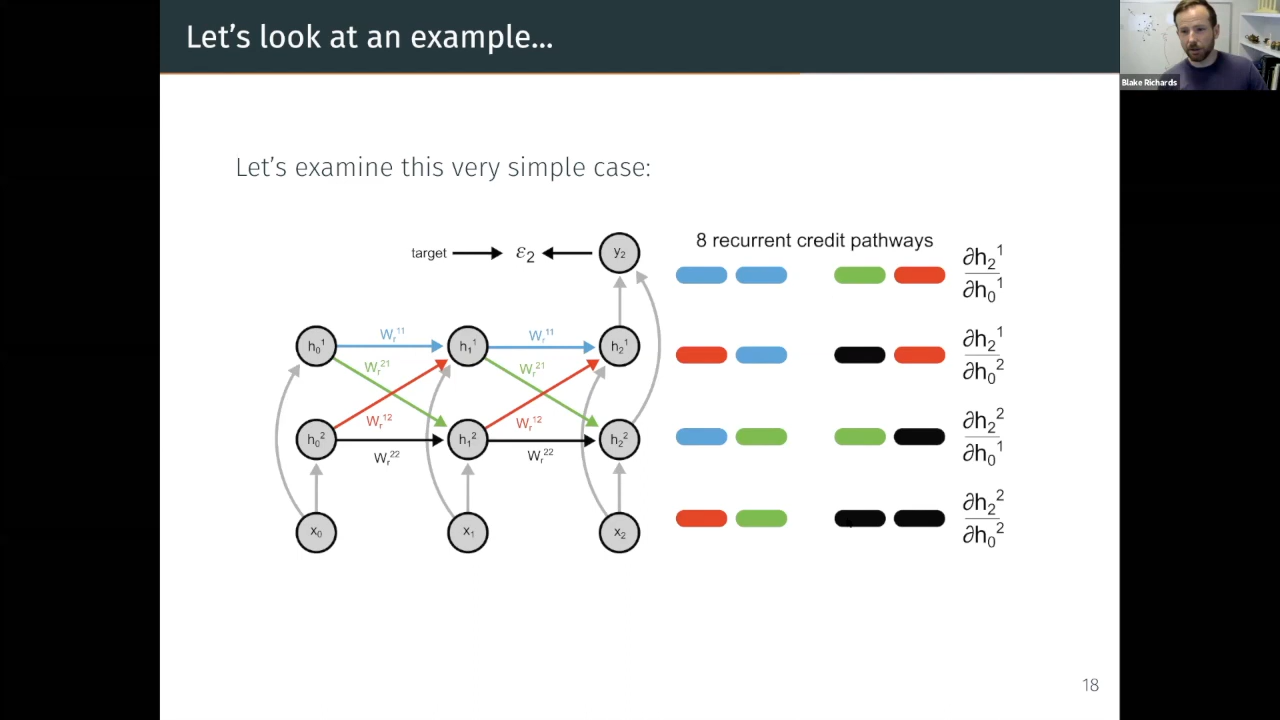 Let's look at an example...
Blake Richards
Let's examine this very simple case:
target ε₂ y₂
8 recurrent credit pathways
∂h₂¹
∂h₀¹
h₀¹ Wᵣ¹¹ h₁¹ Wᵣ¹¹ h₂¹
Wᵣ²¹ Wᵣ²¹
∂h₂¹
∂h₀²
Wᵣ¹² Wᵣ¹²
h₀² Wᵣ²² h₁² Wᵣ²² h₂²
∂h₂²
∂h₀¹
x₀ x₁ x₂
∂h₂²
∂h₀²
18